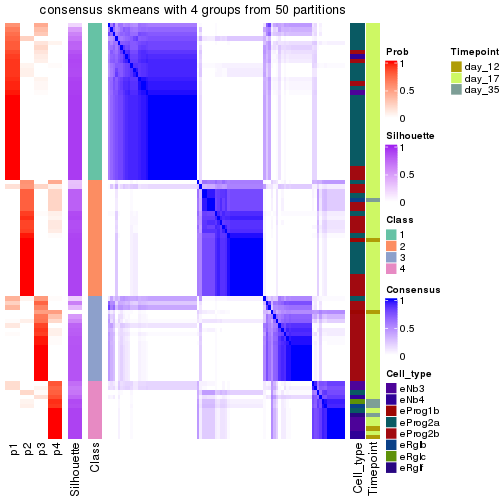 consensus skmeans with 4 groups from 50 partitions
Prob
1
0.5
0
Silhouette
1
0.5
0
Class
1
2
3
4
Consensus
1
0.5
0
Cell_type
eNb3
eNb4
eProg1b
eProg2a
eProg2b
eRglb
eRglc
eRglf
Timepoint
day_12
day_17
day_35
p1
p2
p3
p4
Silhouette
Class
Cell_type
Timepoint